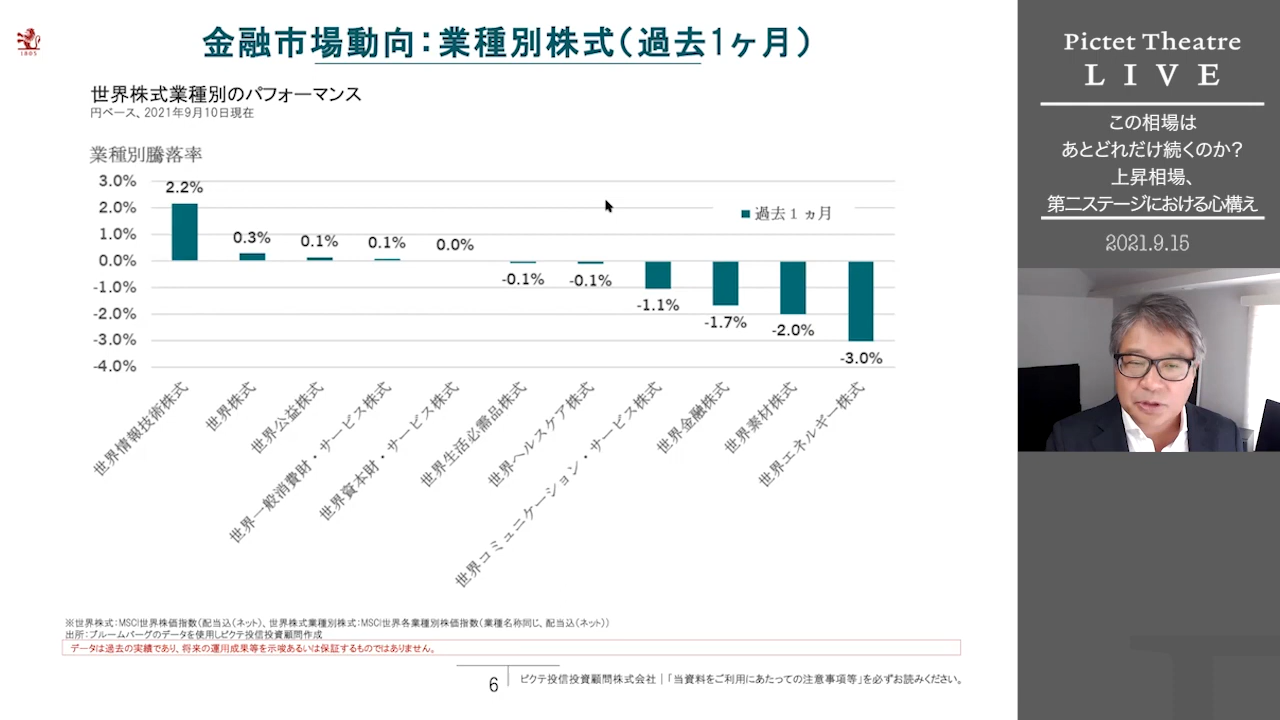 1805
金融市場動向：業種別株式（過去1ヶ月）
世界株式業種別のパフォーマンス
円ベース、2021年9月10日現在
業種別騰落率
3.0%
2.0%
1.0%
0.0%
-1.0%
-2.0%
-3.0%
-4.0%
2.2%
0.3%
0.1%
0.1%
0.0%
-0.1%
-0.1%
-1.1%
-1.7%
-2.0%
-3.0%
過去１ヵ月
世界情報技術株式
世界株式
世界公益株式
世界一般消費財・サービス株式
世界資本財・サービス株式
世界生活必需品株式
世界ヘルスケア株式
世界コミュニケーション・サービス株式
世界金融株式
世界素材株式
世界エネルギー株式
※世界株式：MSCI世界株価指数（配当込（ネット）、世界株式業種別株式：MSCI世界各業種別株価指数（業種名称同じ、配当込（ネット））
出所：ブルームバーグのデータを使用しピクテ投信投資顧問作成
データは過去の実績であり、将来の運用成果等を示唆あるいは保証するものではありません。
6
ピクテ投信投資顧問株式会社｜「当資料をご利用にあたっての注意事項等」を必ずお読みください。
Pictet Theatre
LIVE
この相場は
あとどれだけ続くのか？
上昇相場、
第二ステージにおける心構え
2021.9.15